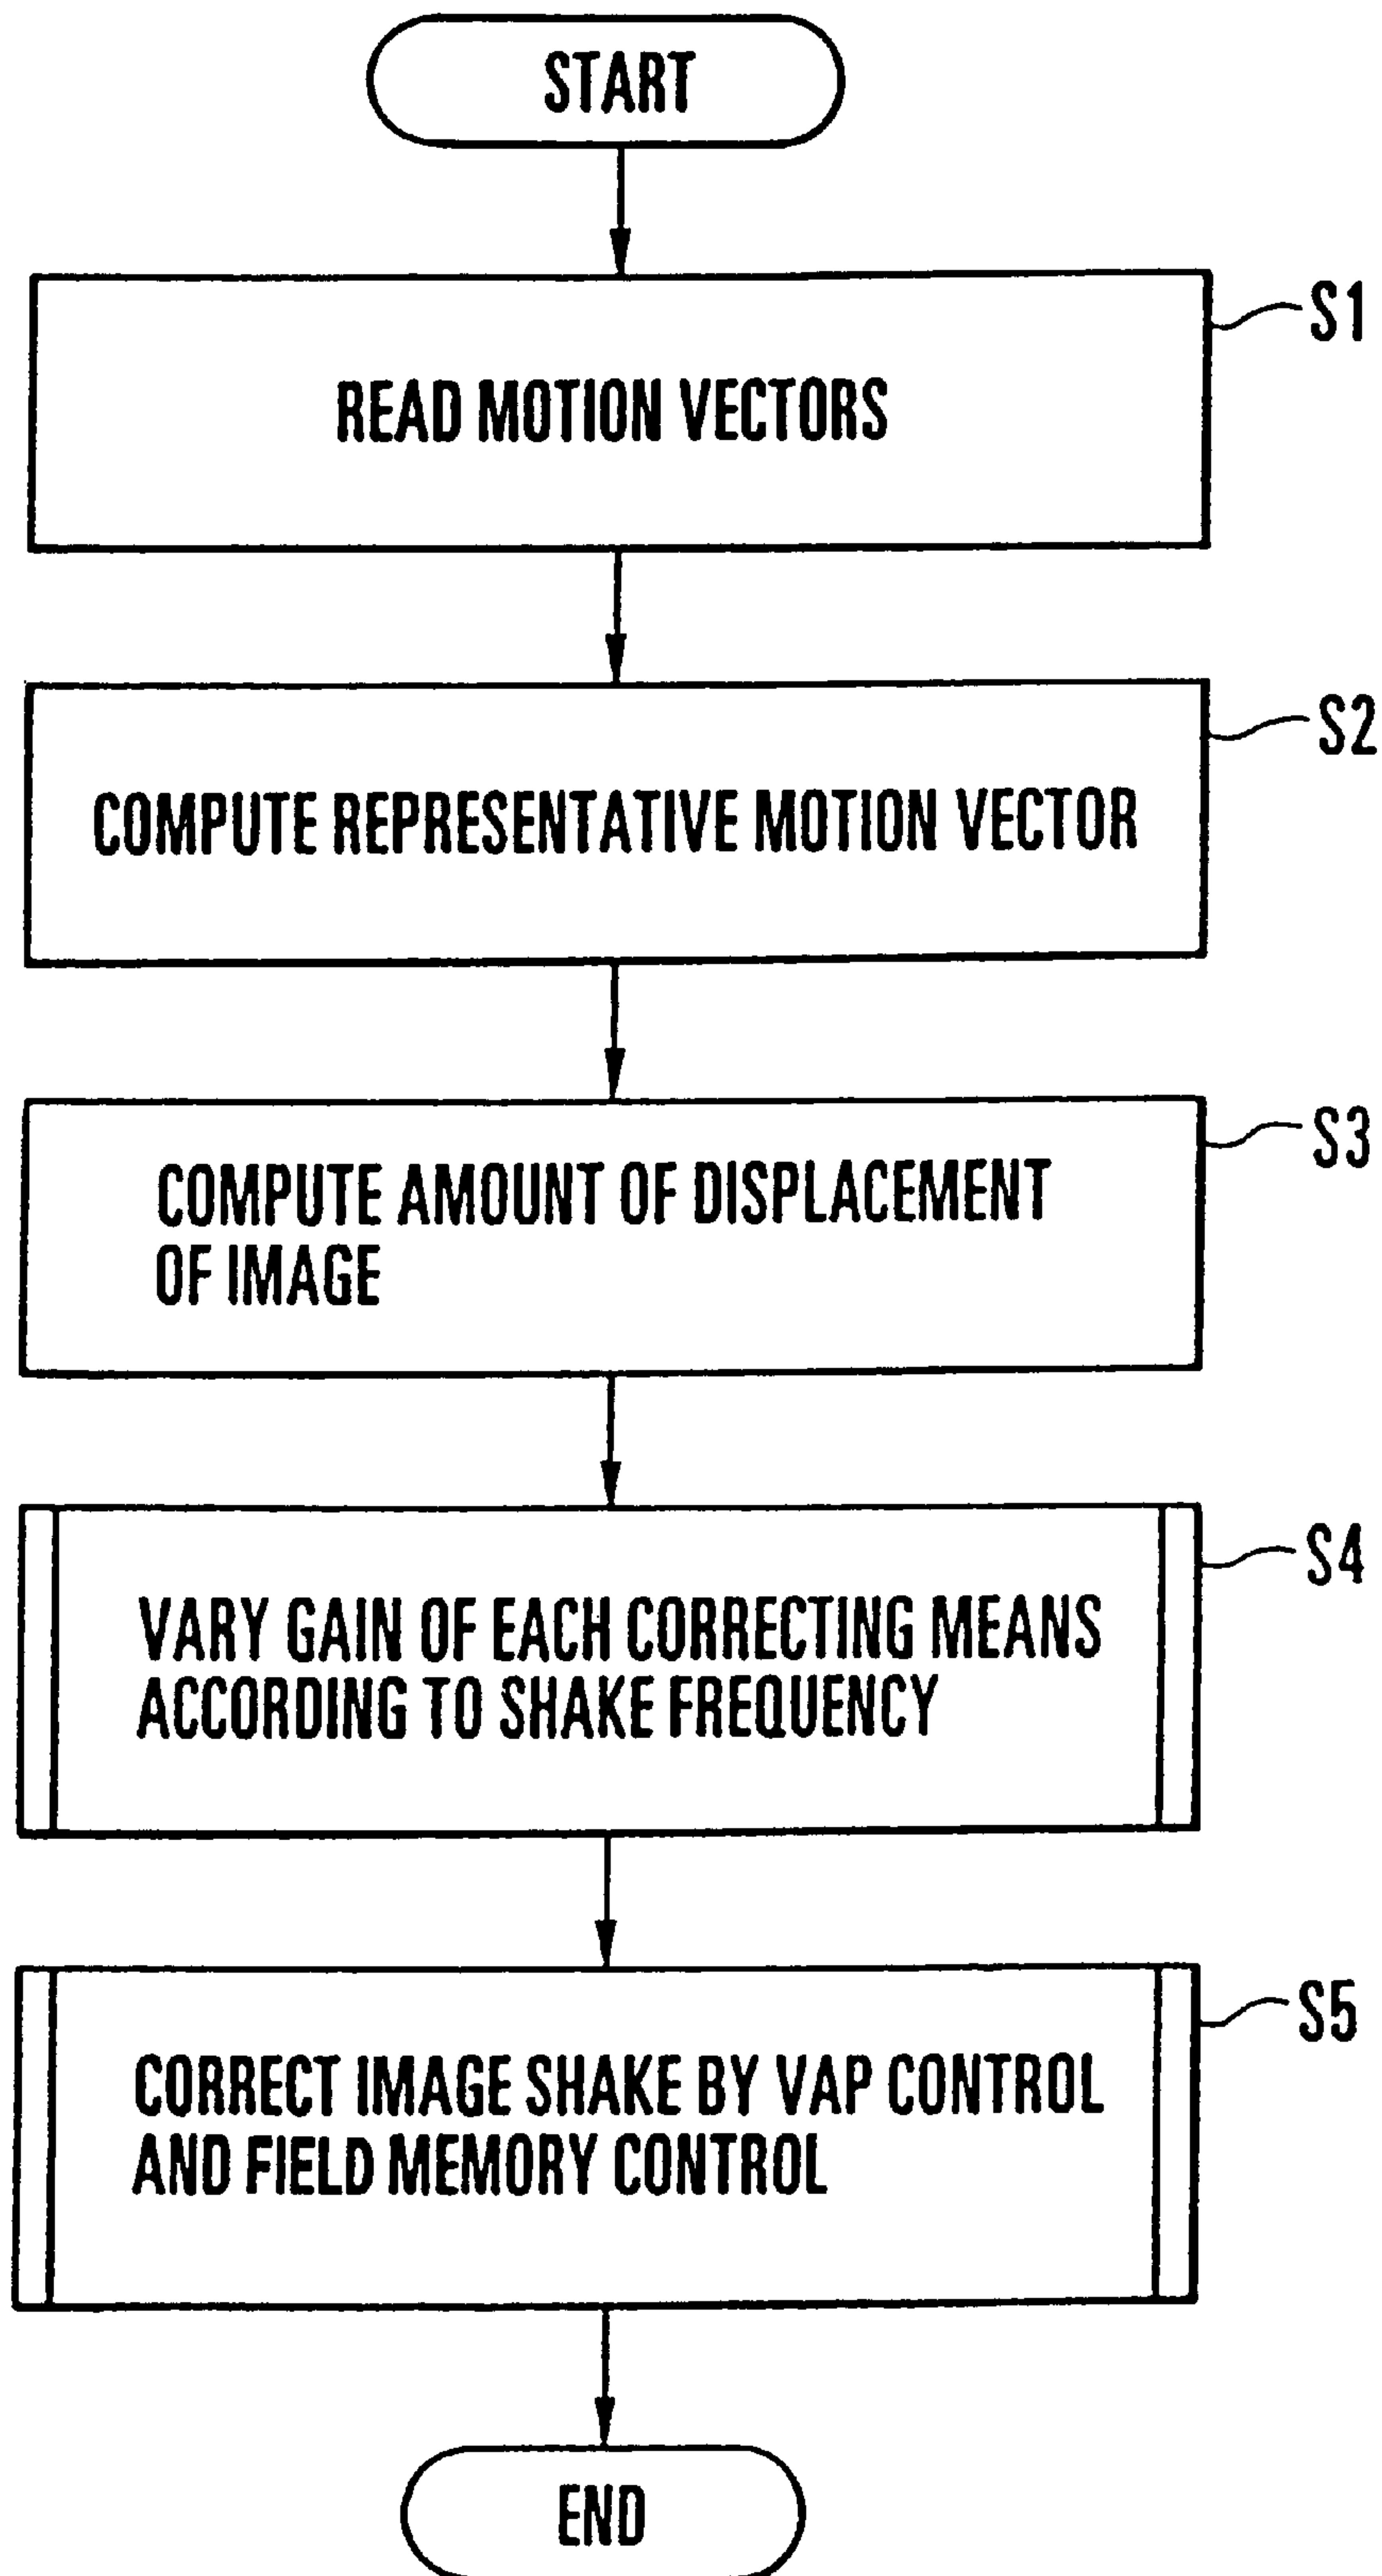 START
S1
READ MOTION VECTORS
S2
COMPUTE REPRESENTATIVE MOTION VECTOR
S3
COMPUTE AMOUNT OF DISPLACEMENT
OF IMAGE
S4
VARY GAIN OF EACH CORRECTING MEANS
ACCORDING TO SHAKE FREQUENCY
S5
CORRECT IMAGE SHAKE BY VAP CONTROL
AND FIELD MEMORY CONTROL
END